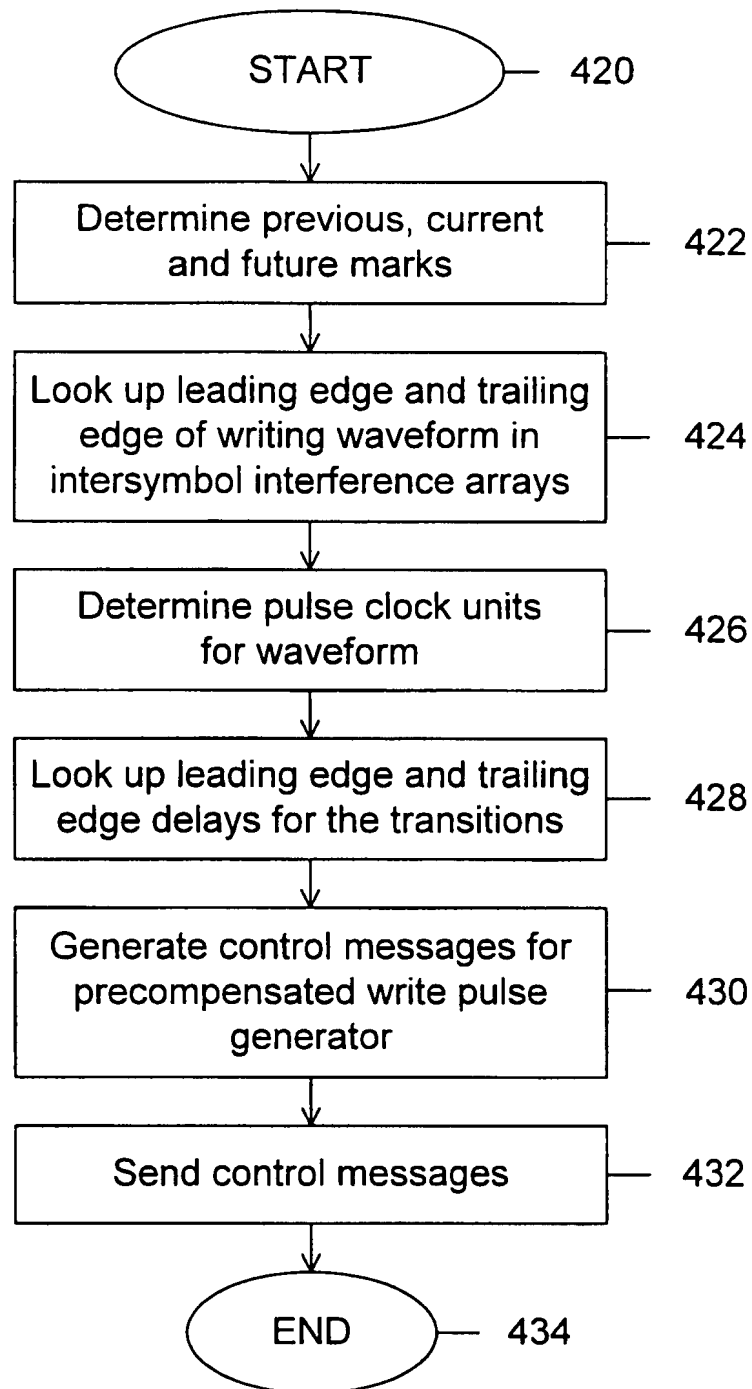 START
420
Determine previous, current
and future marks
422
Look up leading edge and trailing
edge of writing waveform in
intersymbol interference arrays
424
Determine pulse clock units
for waveform
426
Look up leading edge and trailing
edge delays for the transitions
428
Generate control messages for
precompensated write pulse
generator
430
Send control messages
432
END
434